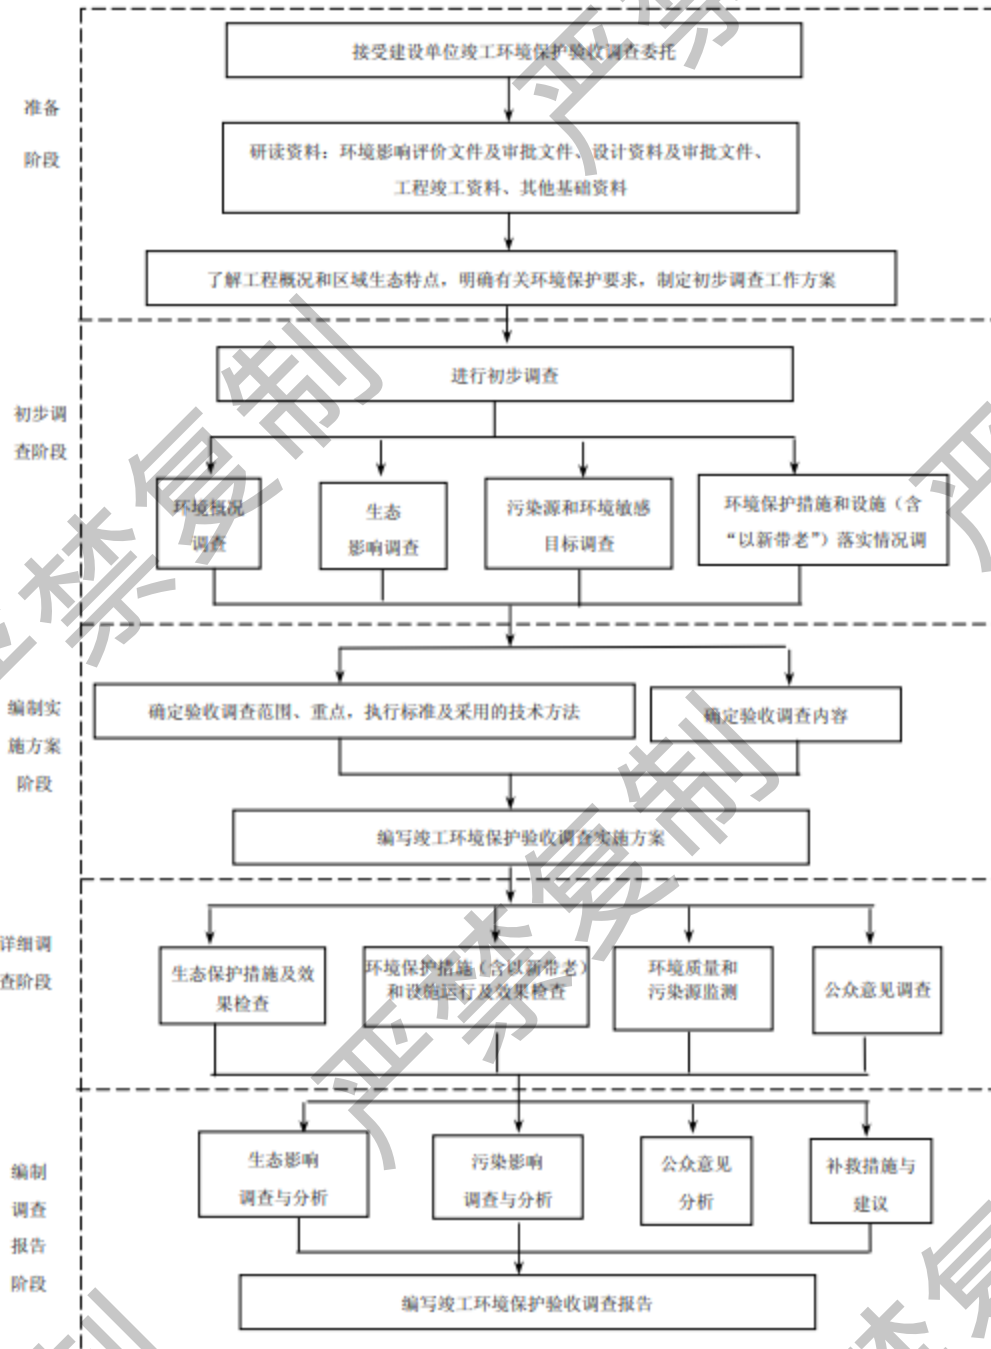 接受建设单位竣工环境保护验收调查委托
准备
阶段
研读资料：环境影响评价文件及审批文件、设计资料及审批文件、
工程竣工资料、其他基础资料
了解工程概况和区域生态特点，明确有关环境保护要求，制定初步调查工作方案
进行初步调查
初步调
查阶段
环境概况
调查
生态
影响调查
污染源和环境敏感
目标调查
环境保护措施和设施（含
“以新带老”）落实情况调
编制实
施方案
阶段
确定验收调查范围、重点，执行标准及采用的技术方法
确定验收调查内容
编写竣工环境保护验收调查实施方案
详细调
查阶段
生态保护措施及效
果检查
环境保护措施（含以新带老）
和设施运行及效果检查
环境质量和
污染源监测
公众意见调查
编制
调查
报告
阶段
生态影响
调查与分析
污染影响
调查与分析
公众意见
分析
补救措施与
建议
编写竣工环境保护验收调查报告
严禁
严禁复制
严禁复制
严
制
禁